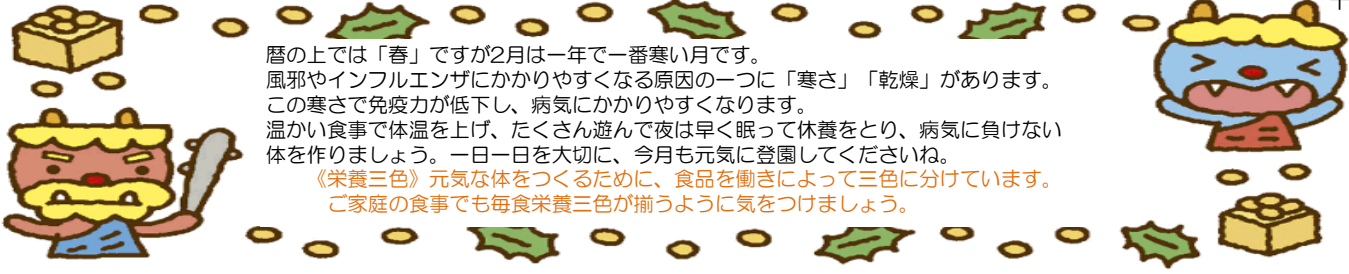 暦の上では「春」ですが2月は一年で一番寒い月です。
風邪やインフルエンザにかかりやすくなる原因の一つに「寒さ」「乾燥」があります。
この寒さで免疫力が低下し、病気にかかりやすくなります。
温かい食事で体温を上げ、たくさん遊んで夜は早く眠って休養をとり、病気に負けない
体を作りましょう。一日一日を大切に、今月も元気に登園してくださいね。
《栄養三色》元気な体をつくるために、食品を働きによって三色に分けています。
ご家庭の食事でも毎食栄養三色が揃うように気をつけましょう。